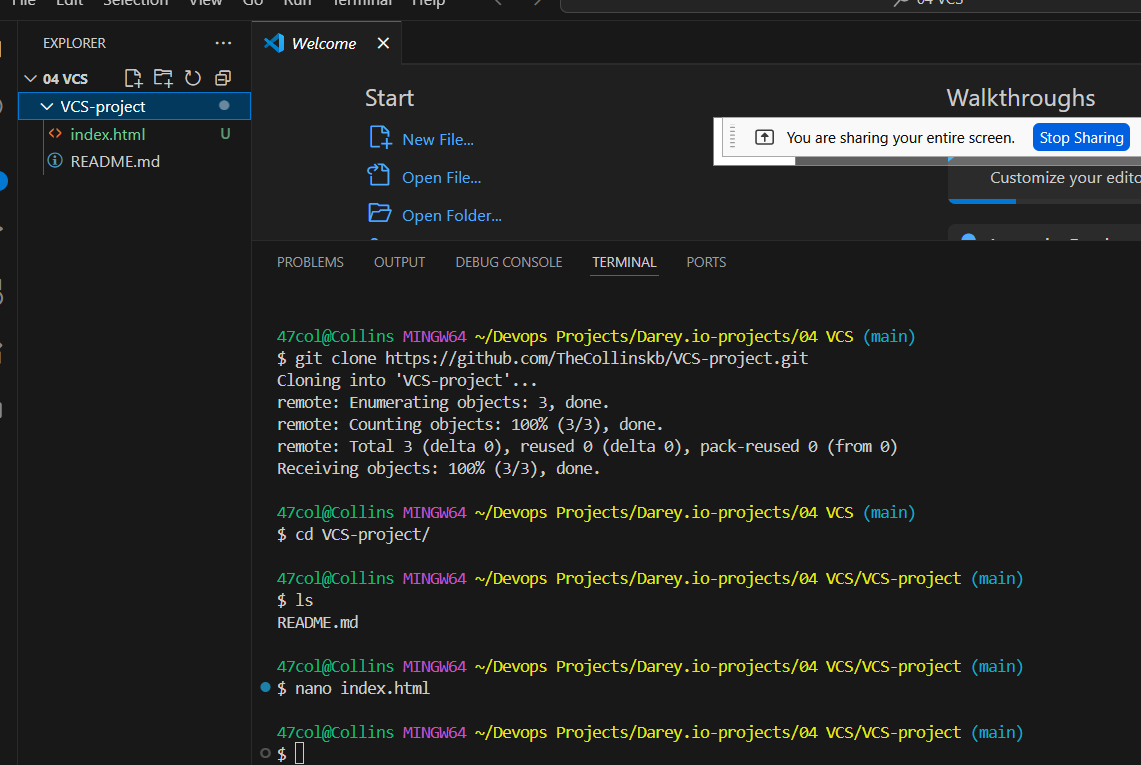 File Edit Selection View Go Run Terminal Help 04 VCS
EXPLORER ...
04 VCS
VCS-project
index.html U
README.md
Welcome
Start
New File...
Open File...
Open Folder...
Walkthroughs
You are sharing your entire screen. Stop Sharing
Customize your edito
PROBLEMS OUTPUT DEBUG CONSOLE TERMINAL PORTS
47col@Collins MINGW64 ~/Devops Projects/Darey.io-projects/04 VCS (main)
$ git clone https://github.com/TheCollinskb/VCS-project.git
Cloning into 'VCS-project'...
remote: Enumerating objects: 3, done.
remote: Counting objects: 100% (3/3), done.
remote: Total 3 (delta 0), reused 0 (delta 0), pack-reused 0 (from 0)
Receiving objects: 100% (3/3), done.
47col@Collins MINGW64 ~/Devops Projects/Darey.io-projects/04 VCS (main)
$ cd VCS-project/
47col@Collins MINGW64 ~/Devops Projects/Darey.io-projects/04 VCS/VCS-project (main)
$ ls
README.md
47col@Collins MINGW64 ~/Devops Projects/Darey.io-projects/04 VCS/VCS-project (main)
$ nano index.html
47col@Collins MINGW64 ~/Devops Projects/Darey.io-projects/04 VCS/VCS-project (main)
$